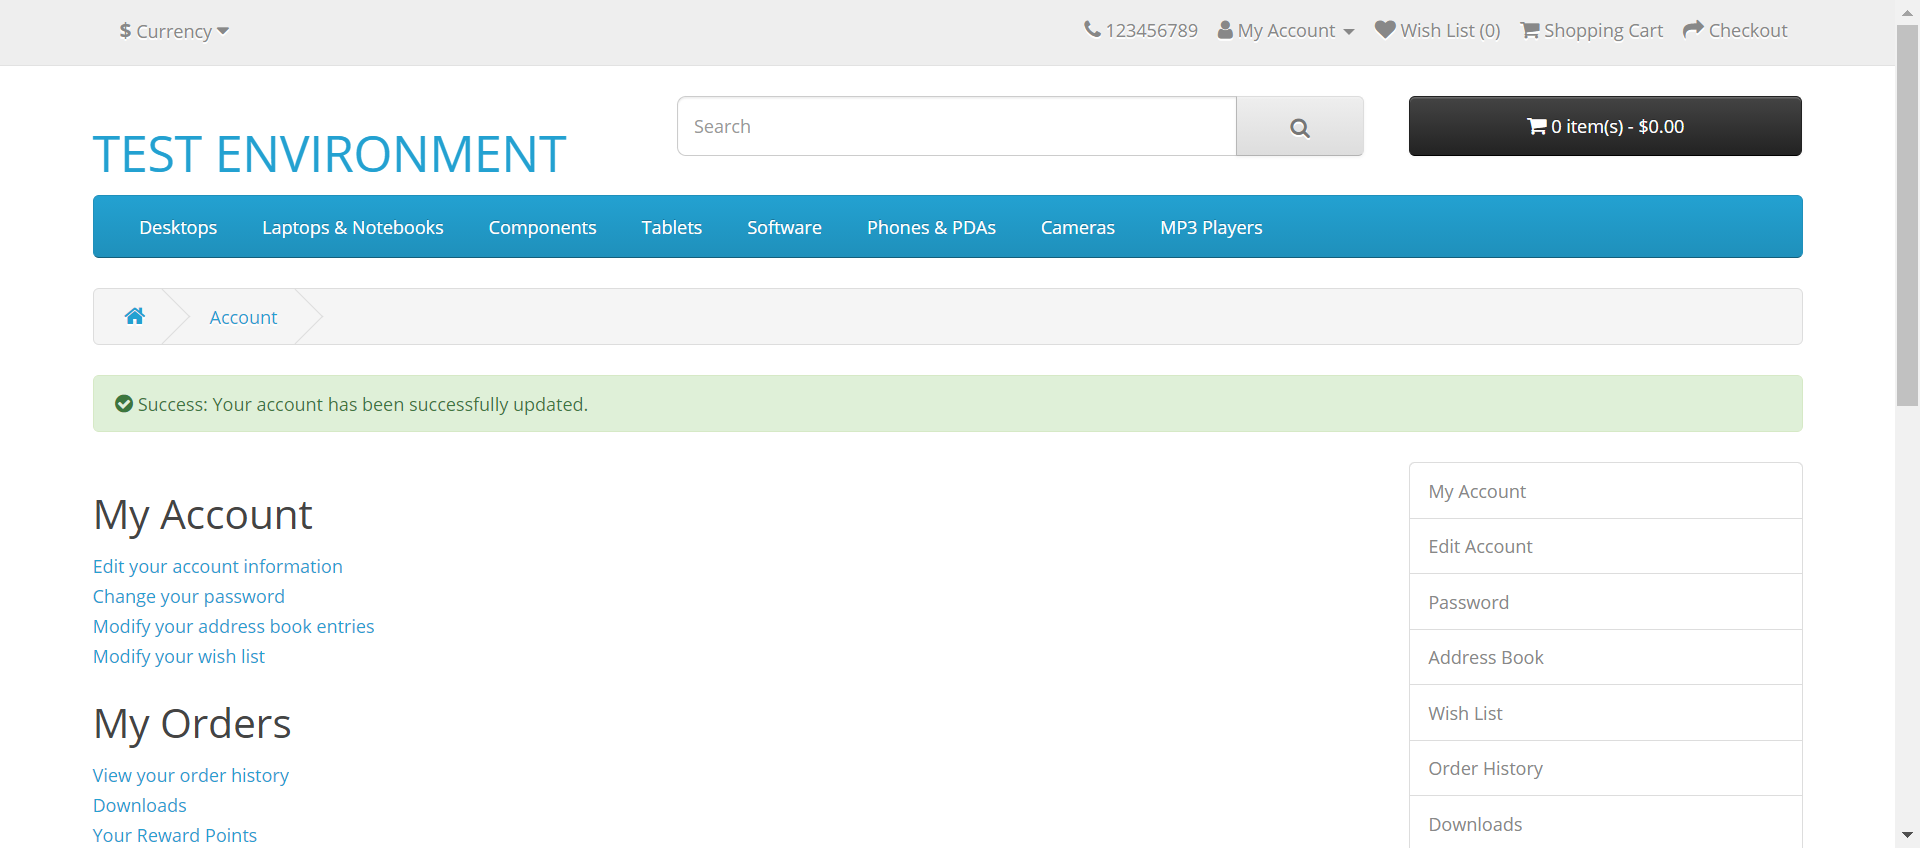 $ Currency
123456789 My Account Wish List (0) Shopping Cart Checkout
TEST ENVIRONMENT
Search
0 item(s) - $0.00
Desktops Laptops & Notebooks Components Tablets Software Phones & PDAs Cameras MP3 Players
Account
Success: Your account has been successfully updated.
My Account
Edit your account information
Change your password
Modify your address book entries
Modify your wish list
My Orders
View your order history
Downloads
Your Reward Points
My Account
Edit Account
Password
Address Book
Wish List
Order History
Downloads